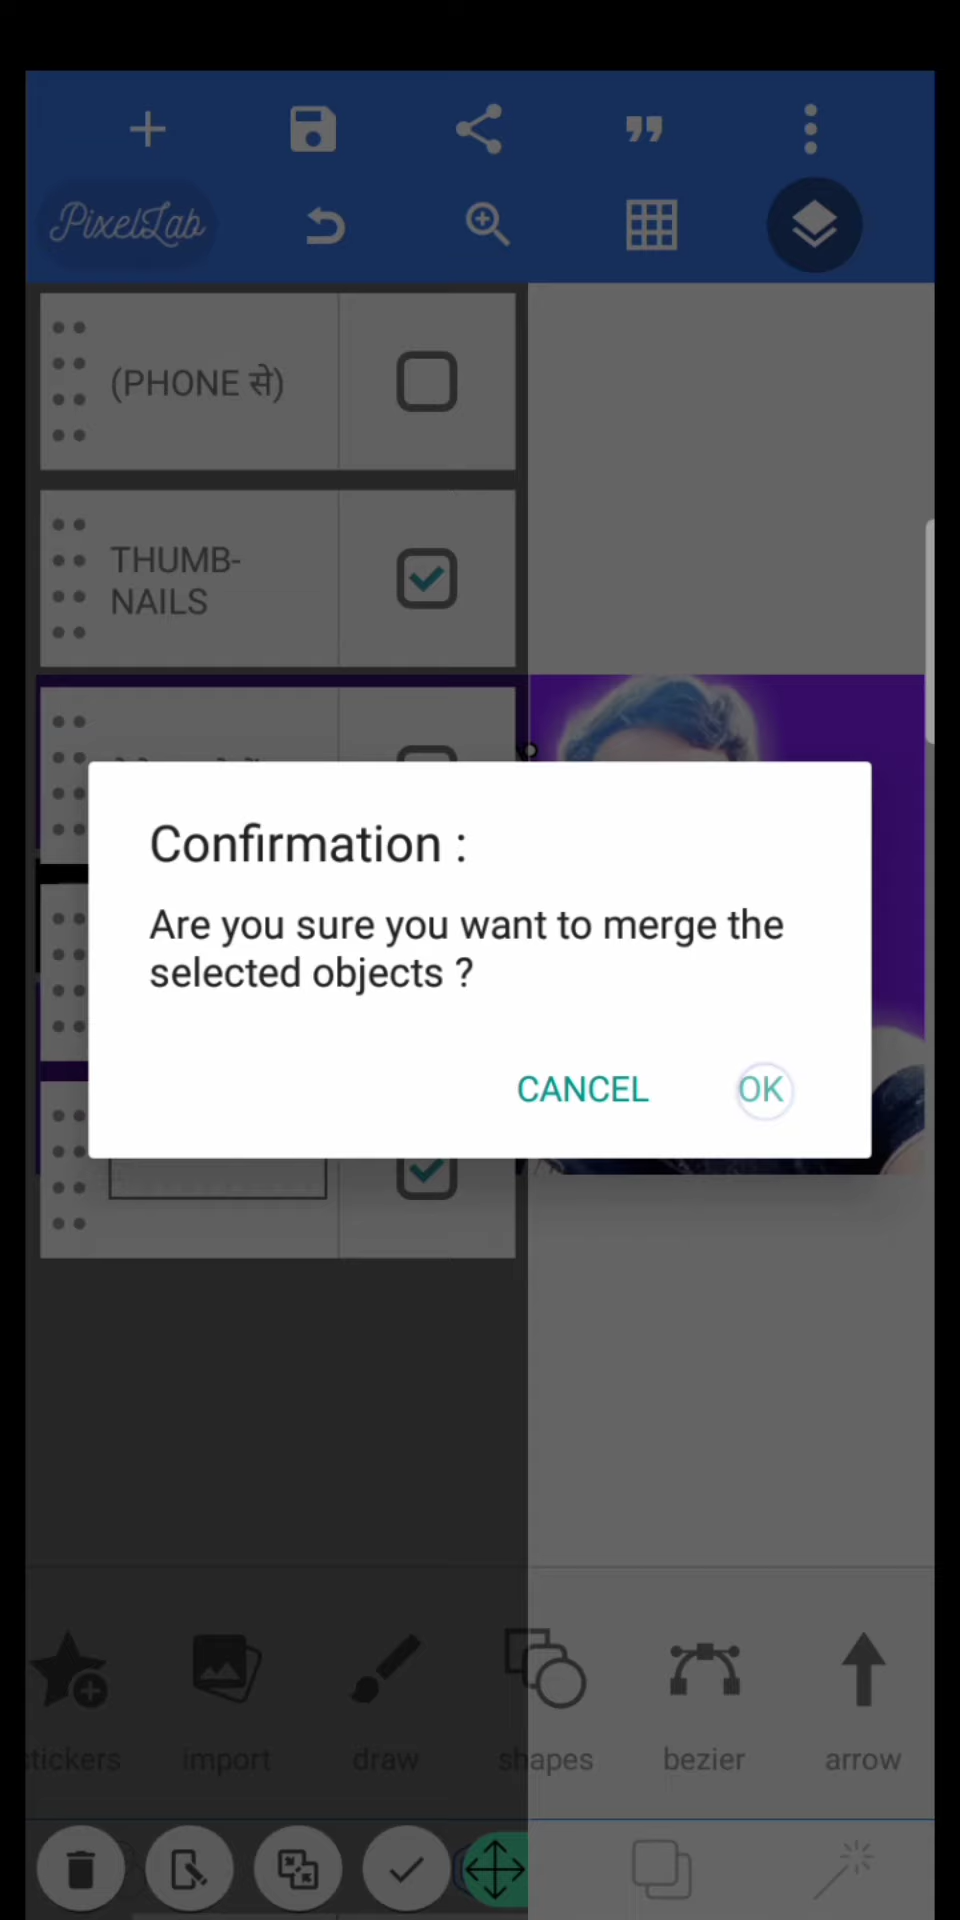 PixelLab
(PHONE से)
THUMB-
NAILS
Confirmation :
Are you sure you want to merge the
selected objects ?
CANCEL
OK
stickers
import
draw
shapes
bezier
arrow